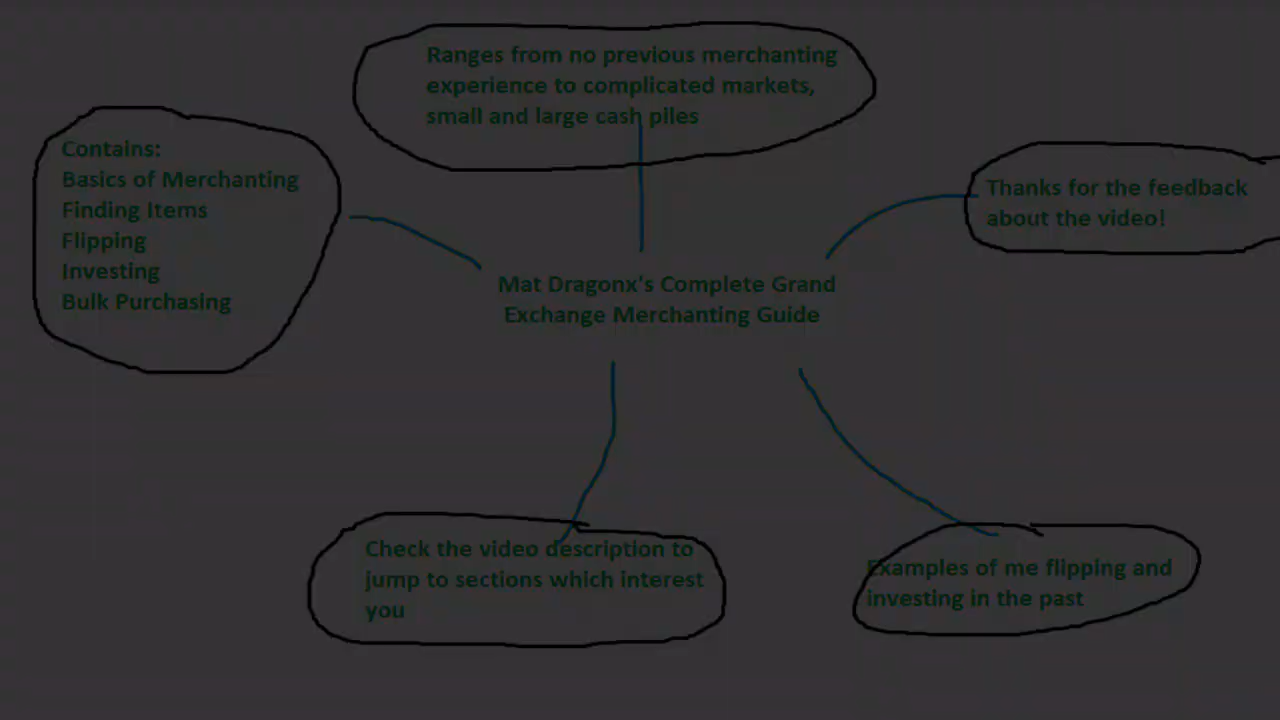 Ranges from no previous merchanting
experience to complicated markets,
small and large cash piles
Contains:
Basics of Merchanting
Finding Items
Flipping
Investing
Bulk Purchasing
Thanks for the feedback
about the video!
Mat Dragonx's Complete Grand
Exchange Merchanting Guide
Check the video description to
jump to sections which interest
you
Examples of me flipping and
investing in the past